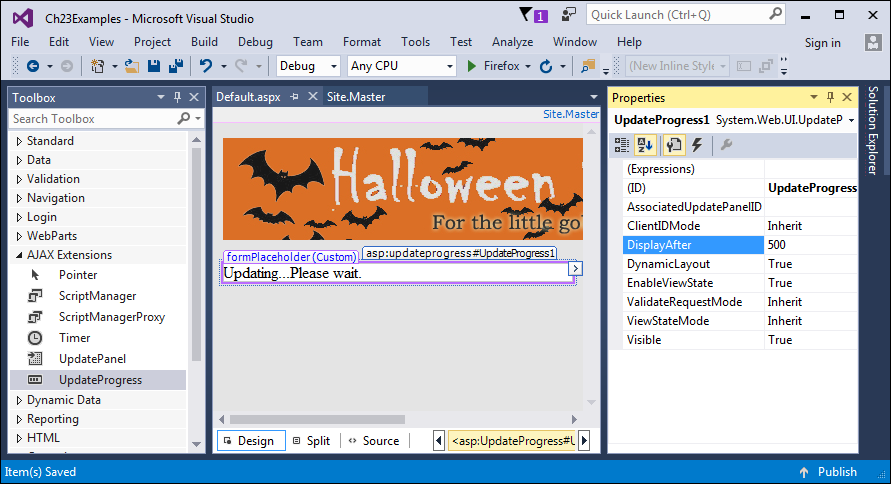 Ch23Examples - Microsoft Visual Studio
1
Quick Launch (Ctrl+Q)
File Edit View Project Build Debug Team Format Tools Test Analyze Window Help Sign in
Debug Any CPU Firefox (New Inline Style
Toolbox
Search Toolbox
Standard
Data
Validation
Navigation
Login
WebParts
AJAX Extensions
Pointer
ScriptManager
ScriptManagerProxy
Timer
UpdatePanel
UpdateProgress
Dynamic Data
Reporting
HTML
Default.aspx Site.Master
Site.Master
Halloween
For the little go
formPlaceholder (Custom) asp:updateprogress#UpdateProgress1
Updating...Please wait.
Design Split Source <asp:UpdateProgress#U
Properties
UpdateProgress1 System.Web.UI.UpdateP
(Expressions)
(ID) UpdateProgress
AssociatedUpdatePanelID
ClientIDMode Inherit
DisplayAfter 500
DynamicLayout True
EnableViewState True
ValidateRequestMode Inherit
ViewStateMode Inherit
Visible True
Solution Explorer
Item(s) Saved Publish